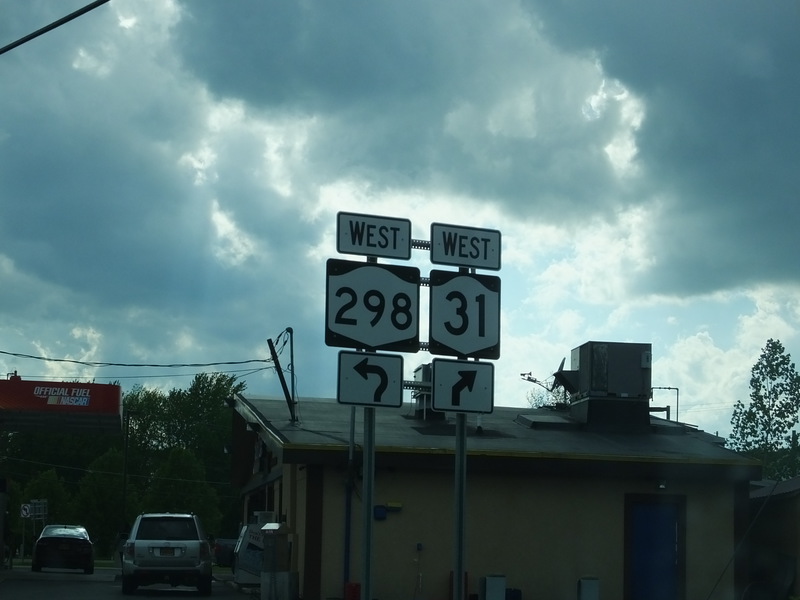 WEST
WEST
298
31
OFFICIAL FUEL
NASCAR